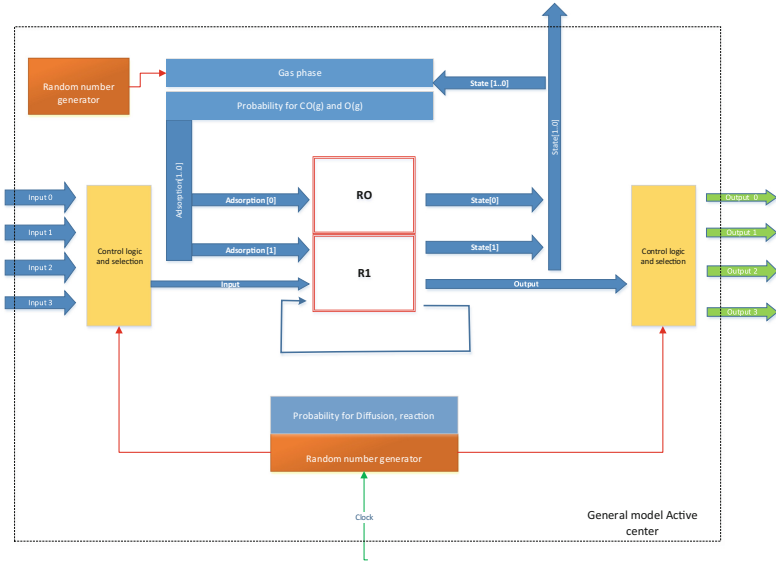 Random number
generator
Gas phase
Probability for CO(g) and O(g)
State [1..0]
State[1..0]
Adsorption[1..0]
Input 0
Input 1
Input 2
Input 3
Control logic
and selection
Adsorption [0]
Adsorption [1]
Input
RO
R1
State[0]
State[1]
Output
Control logic
and selection
Output 0
Output 1
Output 2
Output 3
Probability for Diffusion, reaction
Random number generator
Clock
General model Active
center